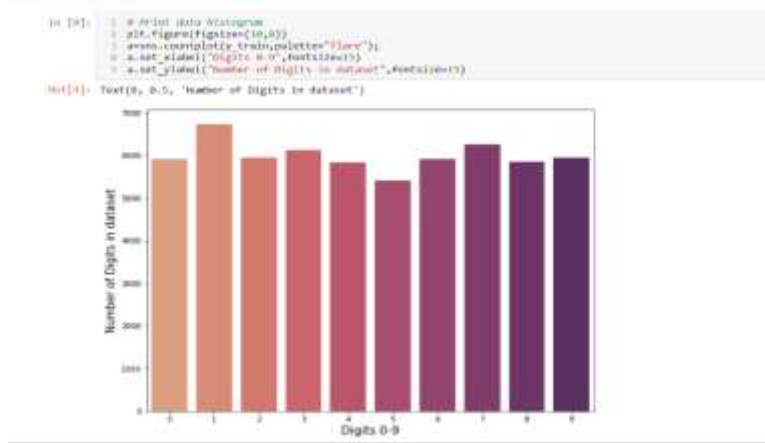 In [9]:
1 # Print data histogram
2 plt.figure(figsize=(10,8))
3 a=sns.countplot(y_train,palette="flare");
4 a.set_xlabel("Digits 0-9",fontsize=15)
5 a.set_ylabel("Number of Digits in dataset",fontsize=15)
Text(0, 0.5, 'Number of Digits in dataset')
7000
6000
5000
4000
3000
2000
1000
0
Number of Digits in dataset
0 1 2 3 4 5 6 7 8 9
Digits 0-9